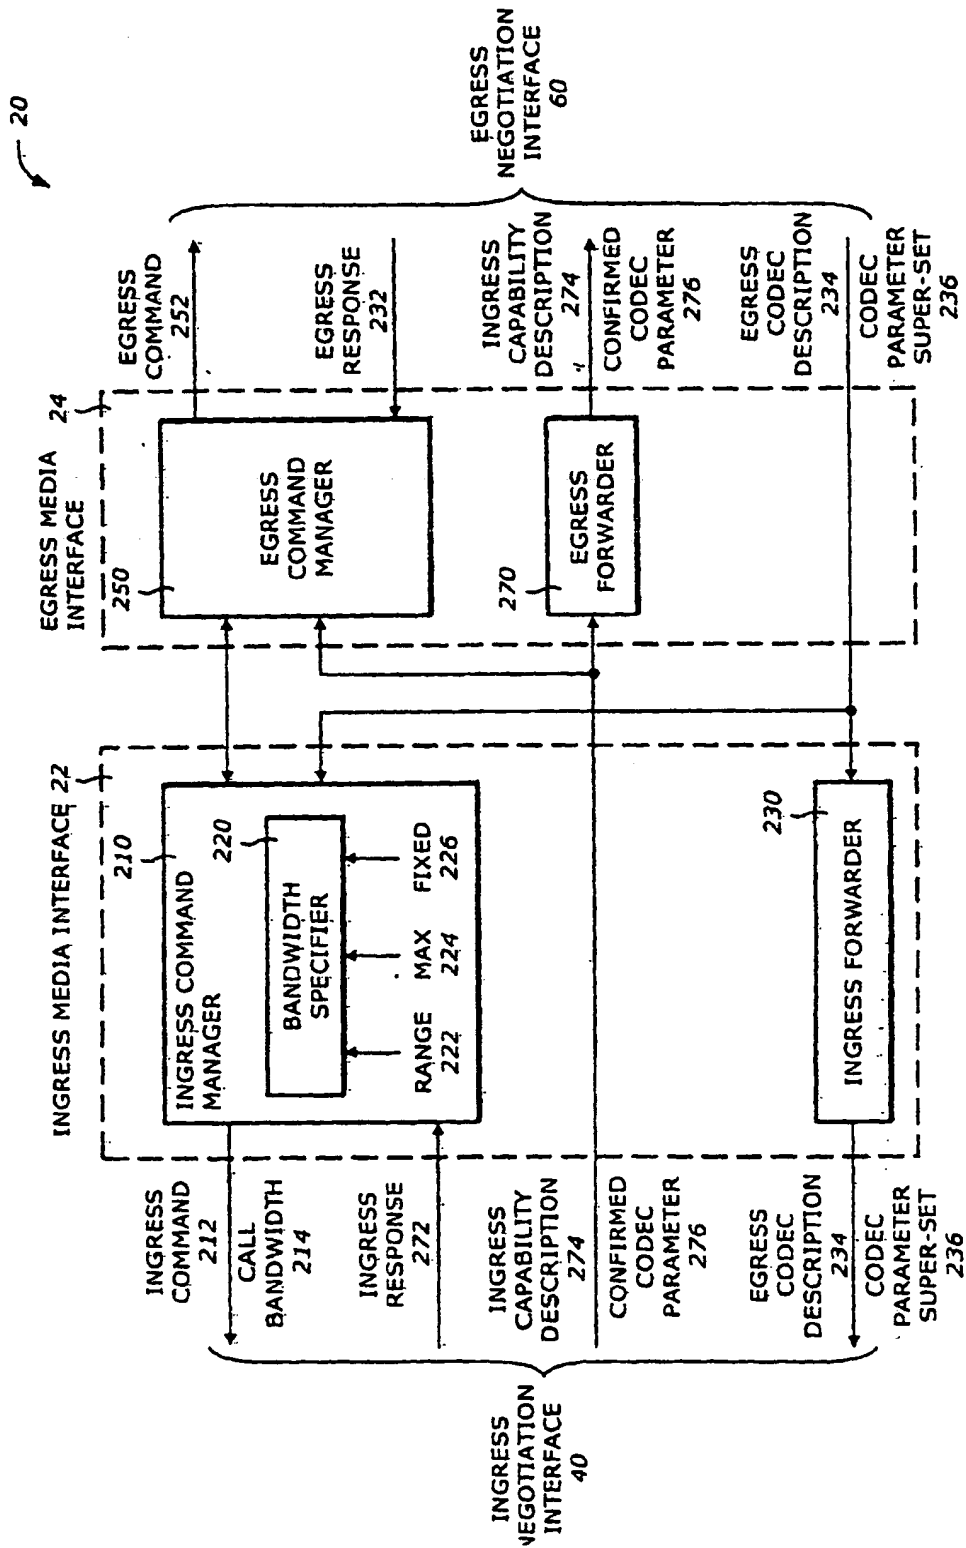 20
INGRESS MEDIA INTERFACE 22
EGRESS MEDIA
INTERFACE
24
INGRESS
COMMAND
212
CALL
BANDWIDTH
214
INGRESS
RESPONSE
272
INGRESS
CAPABILITY
DESCRIPTION
274
CONFIRMED
CODEC
PARAMETER
276
EGRESS
CODEC
DESCRIPTION
234
CODEC
PARAMETER
SUPER-SET
236
INGRESS
NEGOTIATION
INTERFACE
40
INGRESS COMMAND
MANAGER
210
220
BANDWIDTH
SPECIFIER
RANGE
222
MAX
224
FIXED
226
230
INGRESS FORWARDER
250
EGRESS
COMMAND
MANAGER
270
EGRESS
FORWARDER
EGRESS
COMMAND
252
EGRESS
RESPONSE
232
INGRESS
CAPABILITY
DESCRIPTION
274
CONFIRMED
CODEC
PARAMETER
276
EGRESS
CODEC
DESCRIPTION
234
CODEC
PARAMETER
SUPER-SET
236
EGRESS
NEGOTIATION
INTERFACE
60